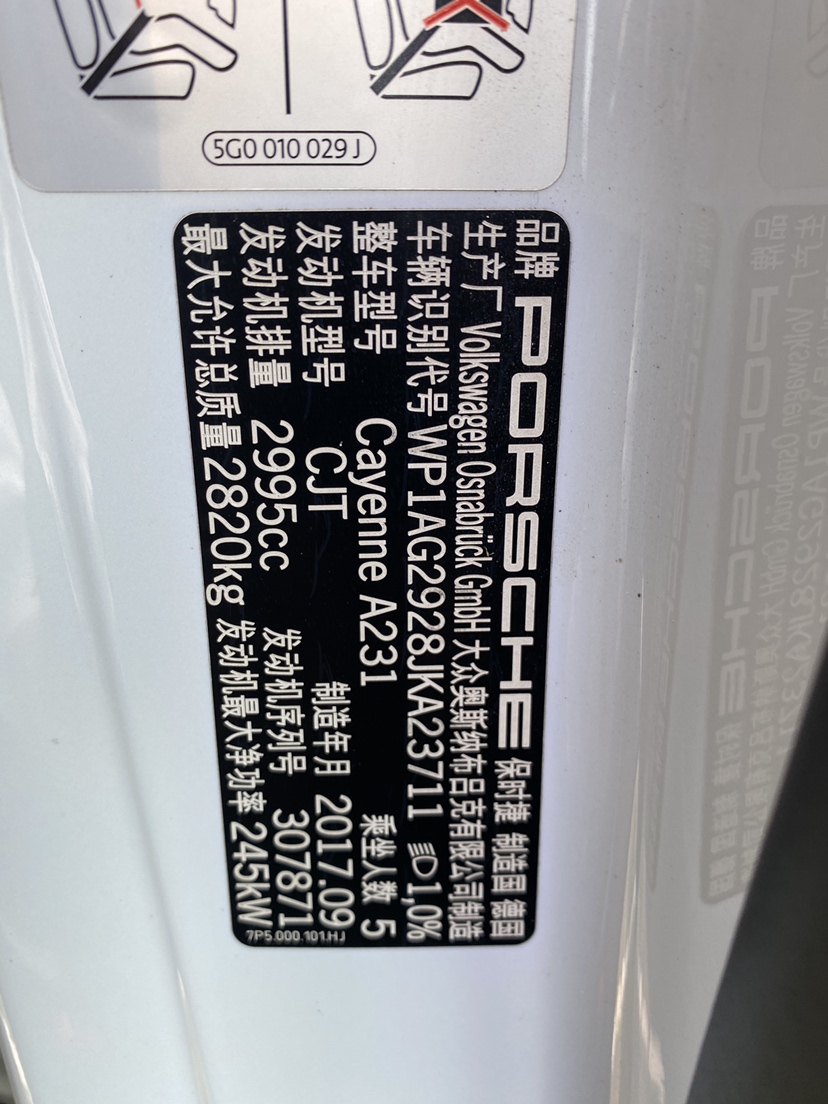 5G0 010 029 J
品牌 PORSCHE 保时捷 制造国 德国
生产厂 Volkswagen Osnabrück GmbH 大众奥斯纳布吕克有限公司制造
车辆识别代号 WP1AG2928JKA23711 1,0%
整车型号 Cayenne A231 乘坐人数 5
发动机型号 CJT 制造年月 2017.09
发动机排量 2995cc 发动机序列号 307871
最大允许总质量 2820kg 发动机最大净功率 245kW
7P5.000.101.HJ